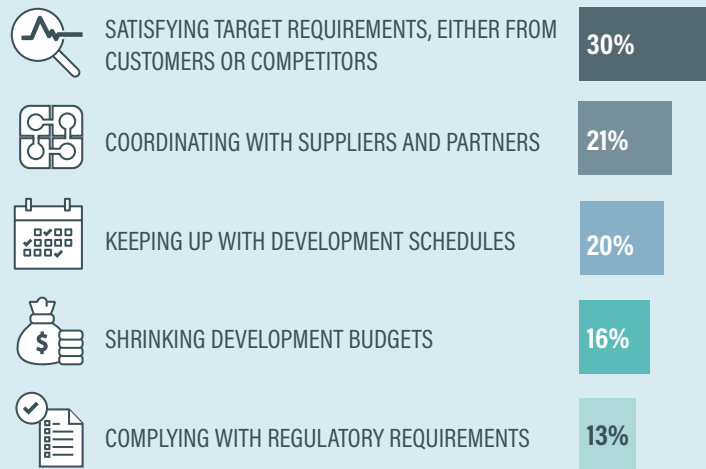 SATISFYING TARGET REQUIREMENTS, EITHER FROM
CUSTOMERS OR COMPETITORS
30%
COORDINATING WITH SUPPLIERS AND PARTNERS
21%
KEEPING UP WITH DEVELOPMENT SCHEDULES
20%
$
SHRINKING DEVELOPMENT BUDGETS
16%
COMPLYING WITH REGULATORY REQUIREMENTS
13%